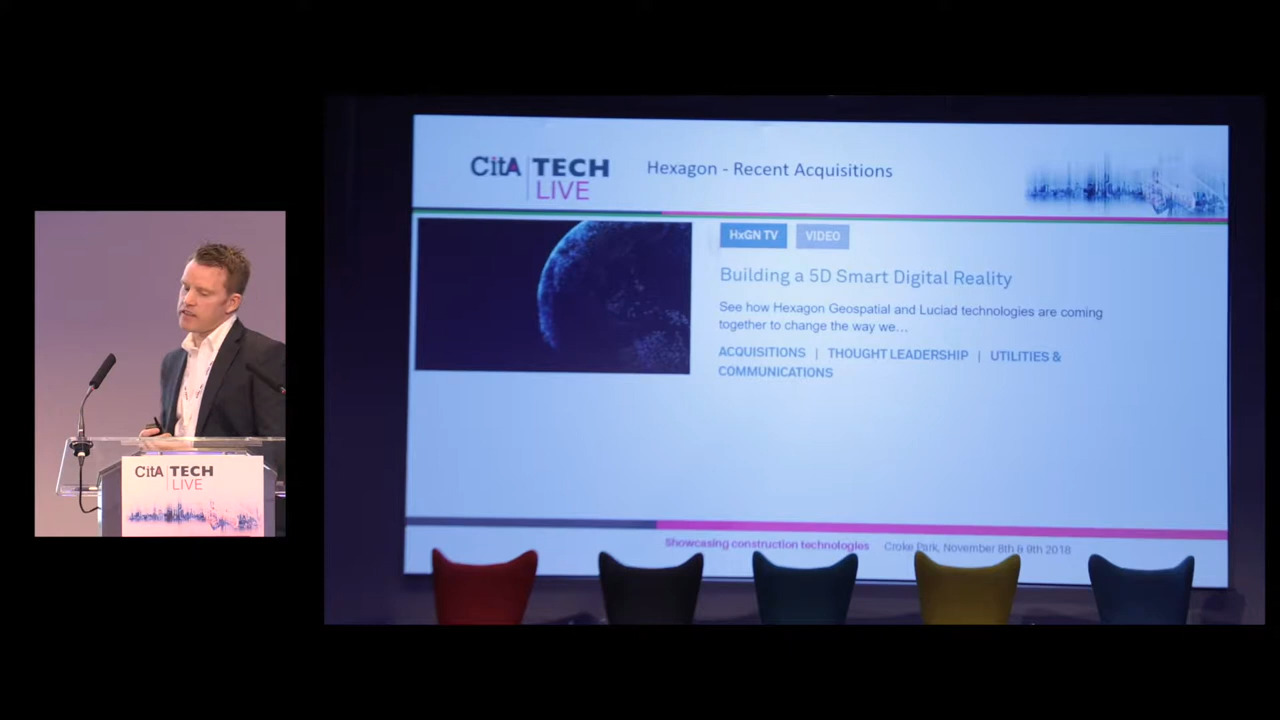 CitA TECH
LIVE
Hexagon - Recent Acquisitions
HxGN TV VIDEO
Building a 5D Smart Digital Reality
See how Hexagon Geospatial and Luciad technologies are coming
together to change the way we...
ACQUISITIONS | THOUGHT LEADERSHIP | UTILITIES &
COMMUNICATIONS
Showcasing construction technologies Croke Park, November 8th & 9th 2018
CitA TECH
LIVE